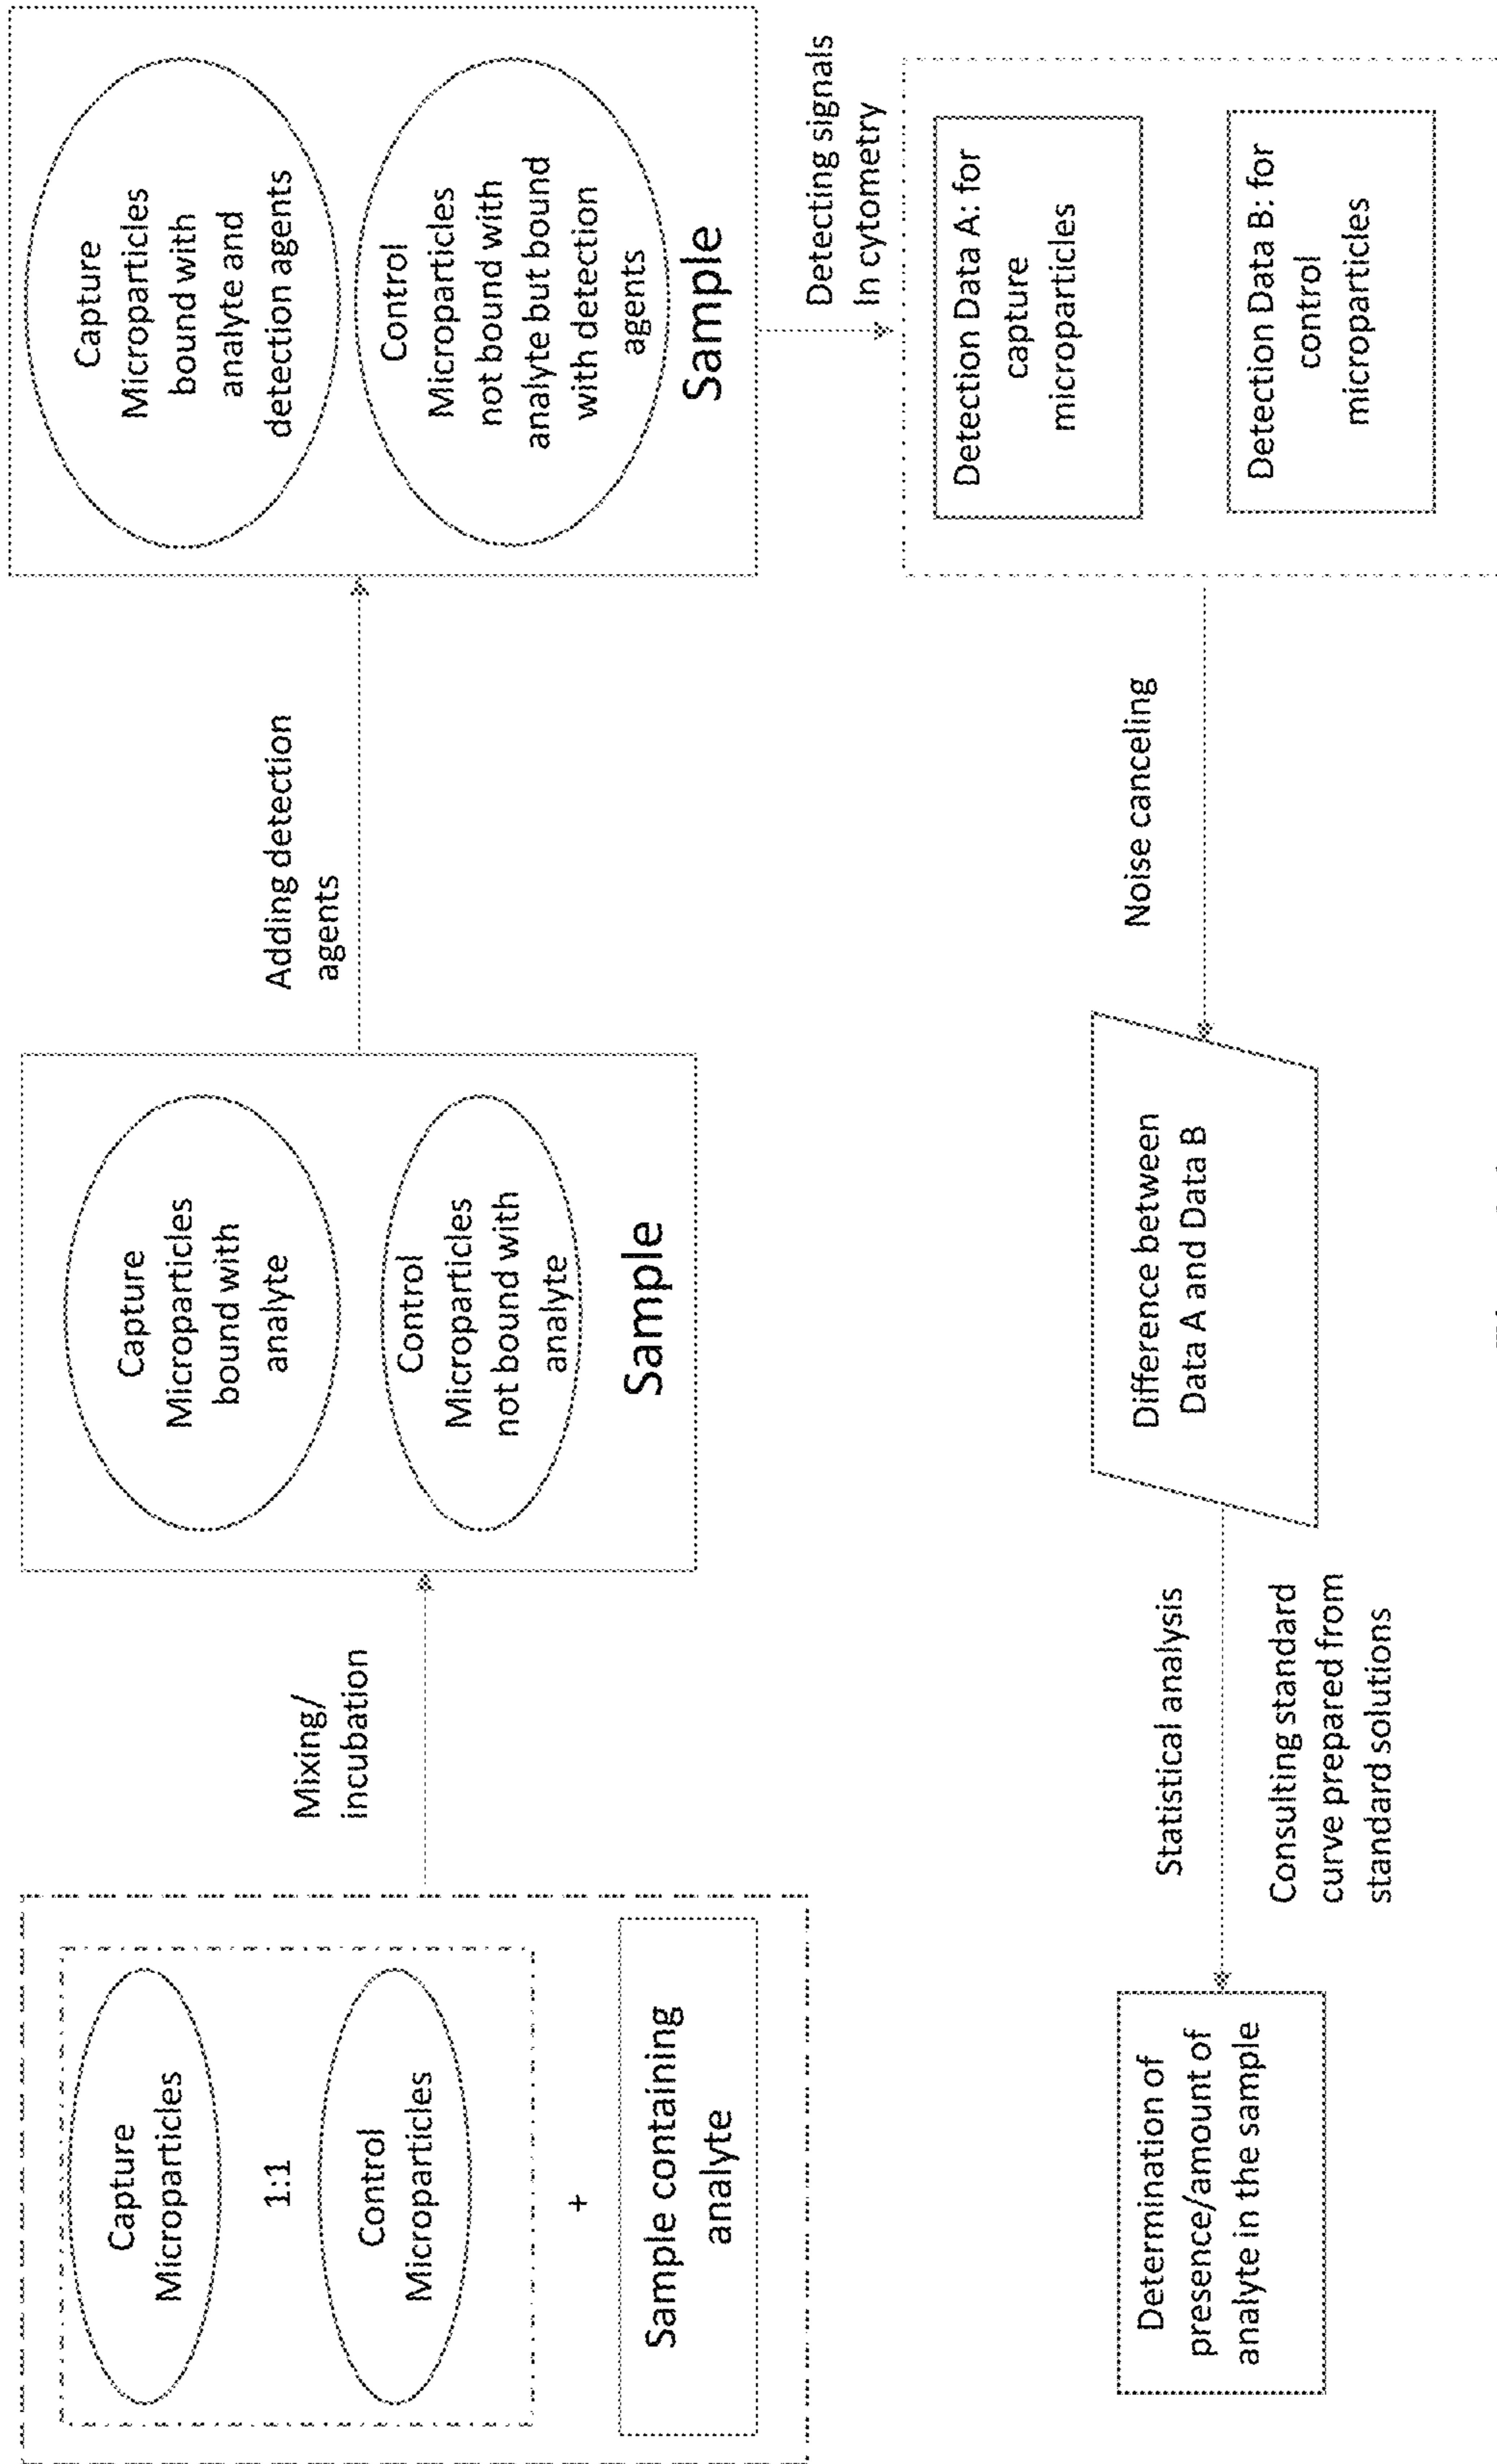 Capture
Microparticles
1:1
Control
Microparticles
+
Sample containing
analyte
Mixing/
incubation
Capture
Microparticles
bound with
analyte
Control
Microparticles
not bound with
analyte
Sample
Adding detection
agents
Capture
Microparticles
bound with
analyte and
detection agents
Control
Microparticles
not bound with
analyte but bound
with detection
agents
Sample
Detecting signals
In cytometry
Detection Data A: for
capture
microparticles
Detection Data B: for
control
microparticles
Noise canceling
Difference between
Data A and Data B
Statistical analysis
Consulting standard
curve prepared from
standard solutions
Determination of
presence/amount of
analyte in the sample